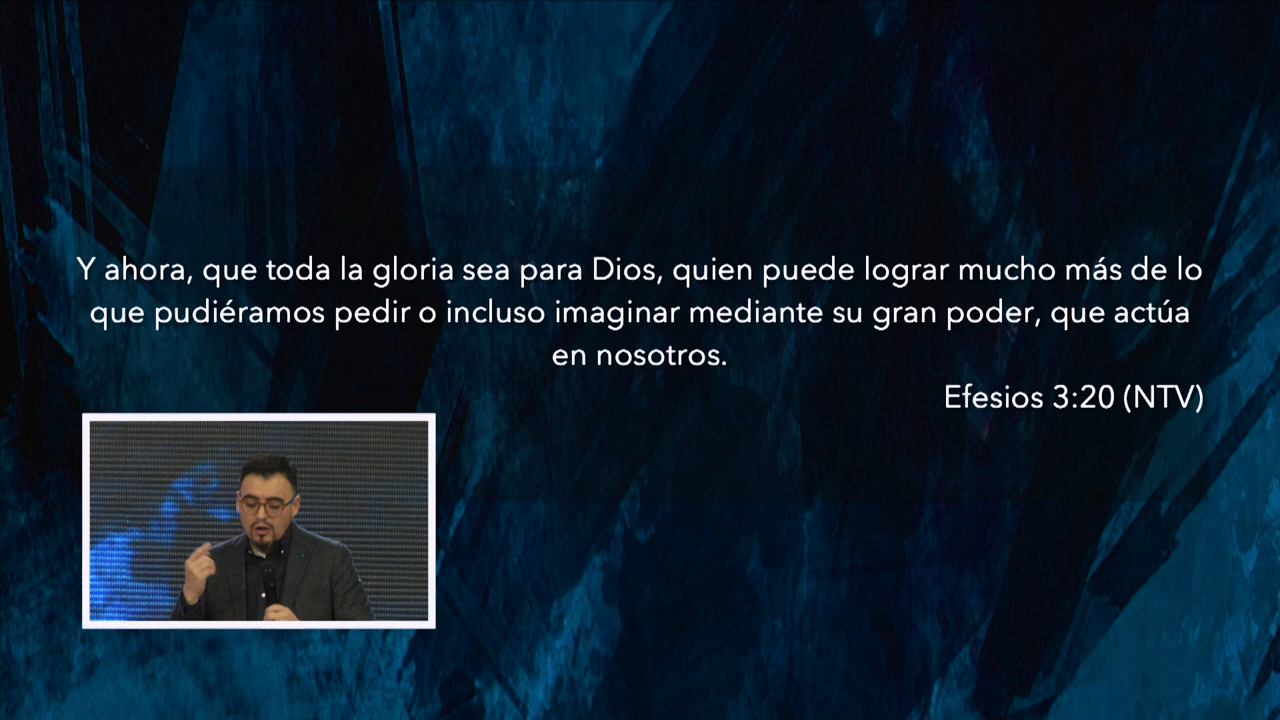 Y ahora, que toda la gloria sea para Dios, quien puede lograr mucho más de lo
que pudiéramos pedir o incluso imaginar mediante su gran poder, que actúa
en nosotros.
Efesios 3:20 (NTV)